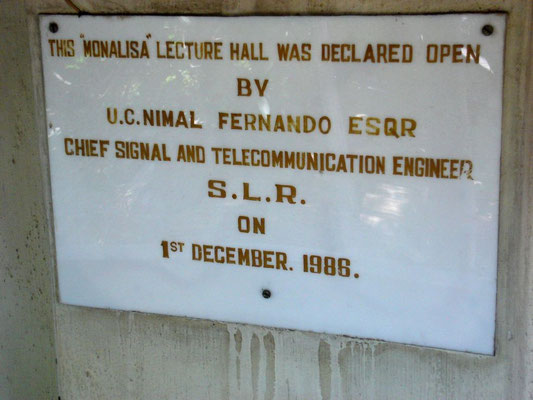 THIS "MONALISA" LECTURE HALL WAS DECLARED OPEN
BY
U.C.NIMAL FERNANDO ESQR
CHIEF SIGNAL AND TELECOMMUNICATION ENGINEER
S.L.R.
ON
1ST DECEMBER. 1986.